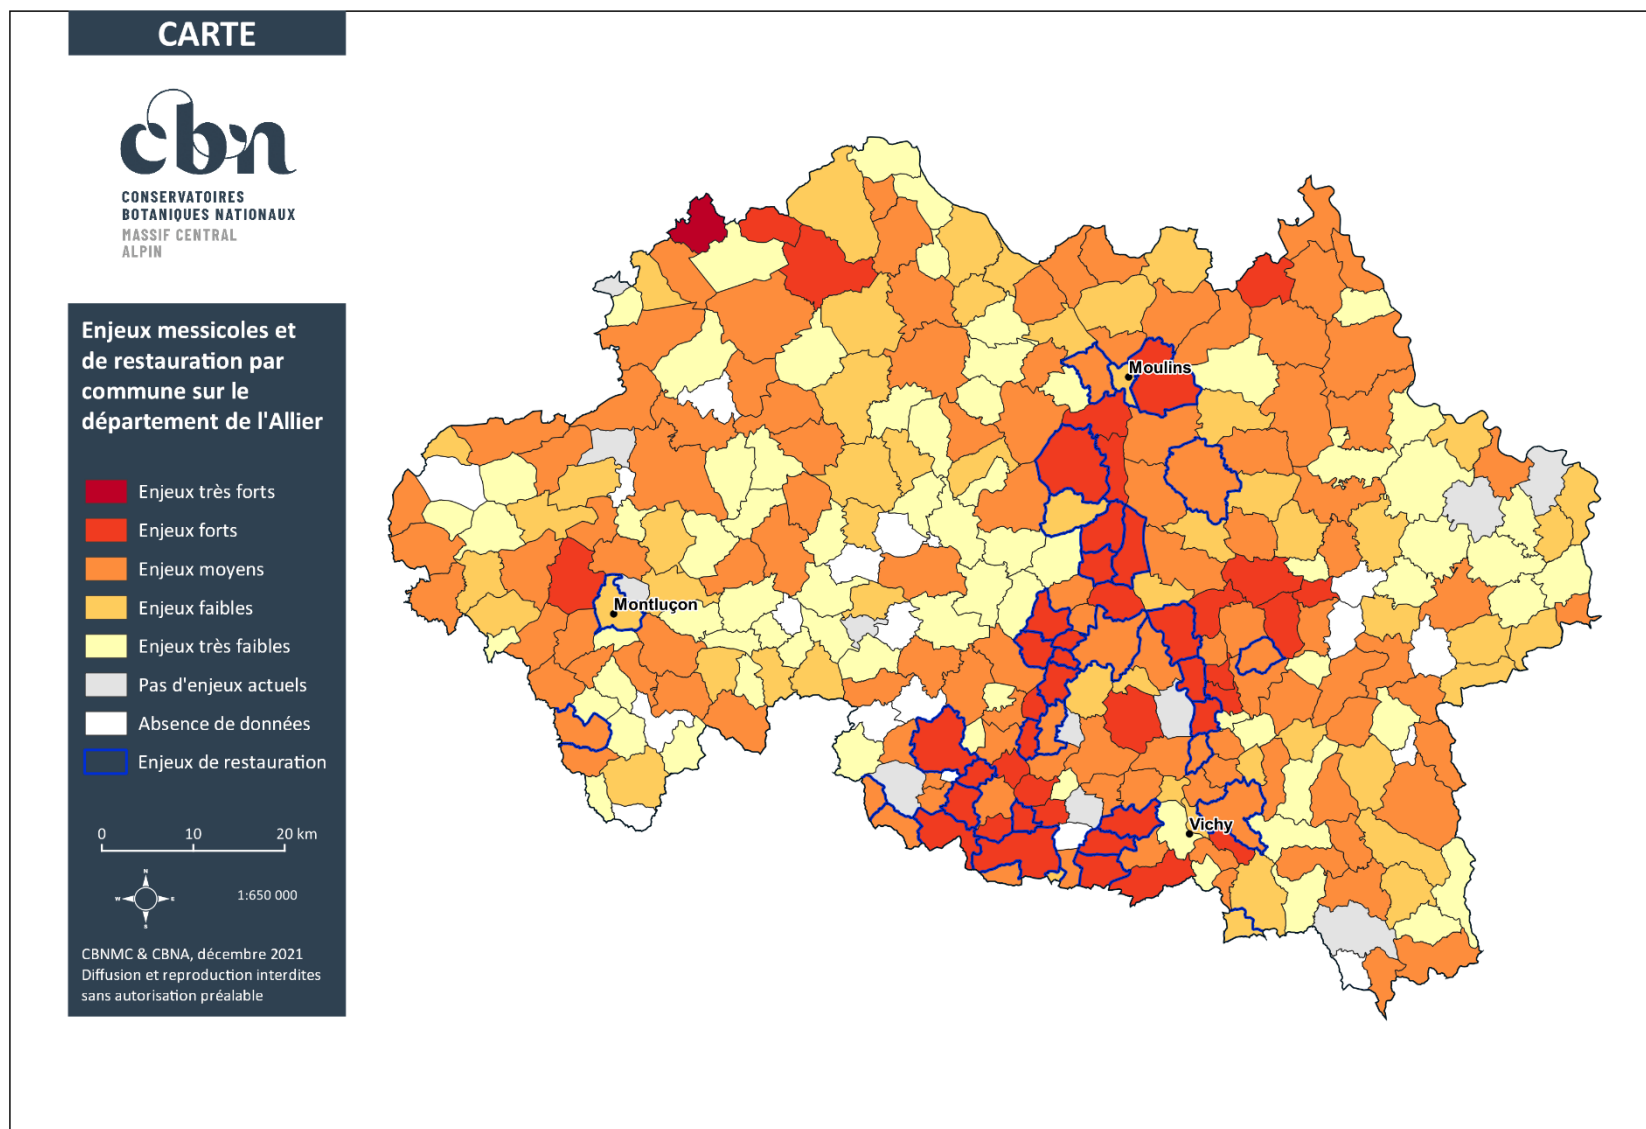 CARTE
cbn
CONSERVATOIRES
BOTANIQUES NATIONAUX
MASSIF CENTRAL
ALPIN
Enjeux messicoles et
de restauration par
commune sur le
département de l'Allier
Enjeux très forts
Enjeux forts
Enjeux moyens
Enjeux faibles
Enjeux très faibles
Pas d'enjeux actuels
Absence de données
Enjeux de restauration
0 10 20 km
N
W E
S
1:650 000
CBNMC & CBNA, décembre 2021
Diffusion et reproduction interdites
sans autorisation préalable
Moulins
Montluçon
Vichy